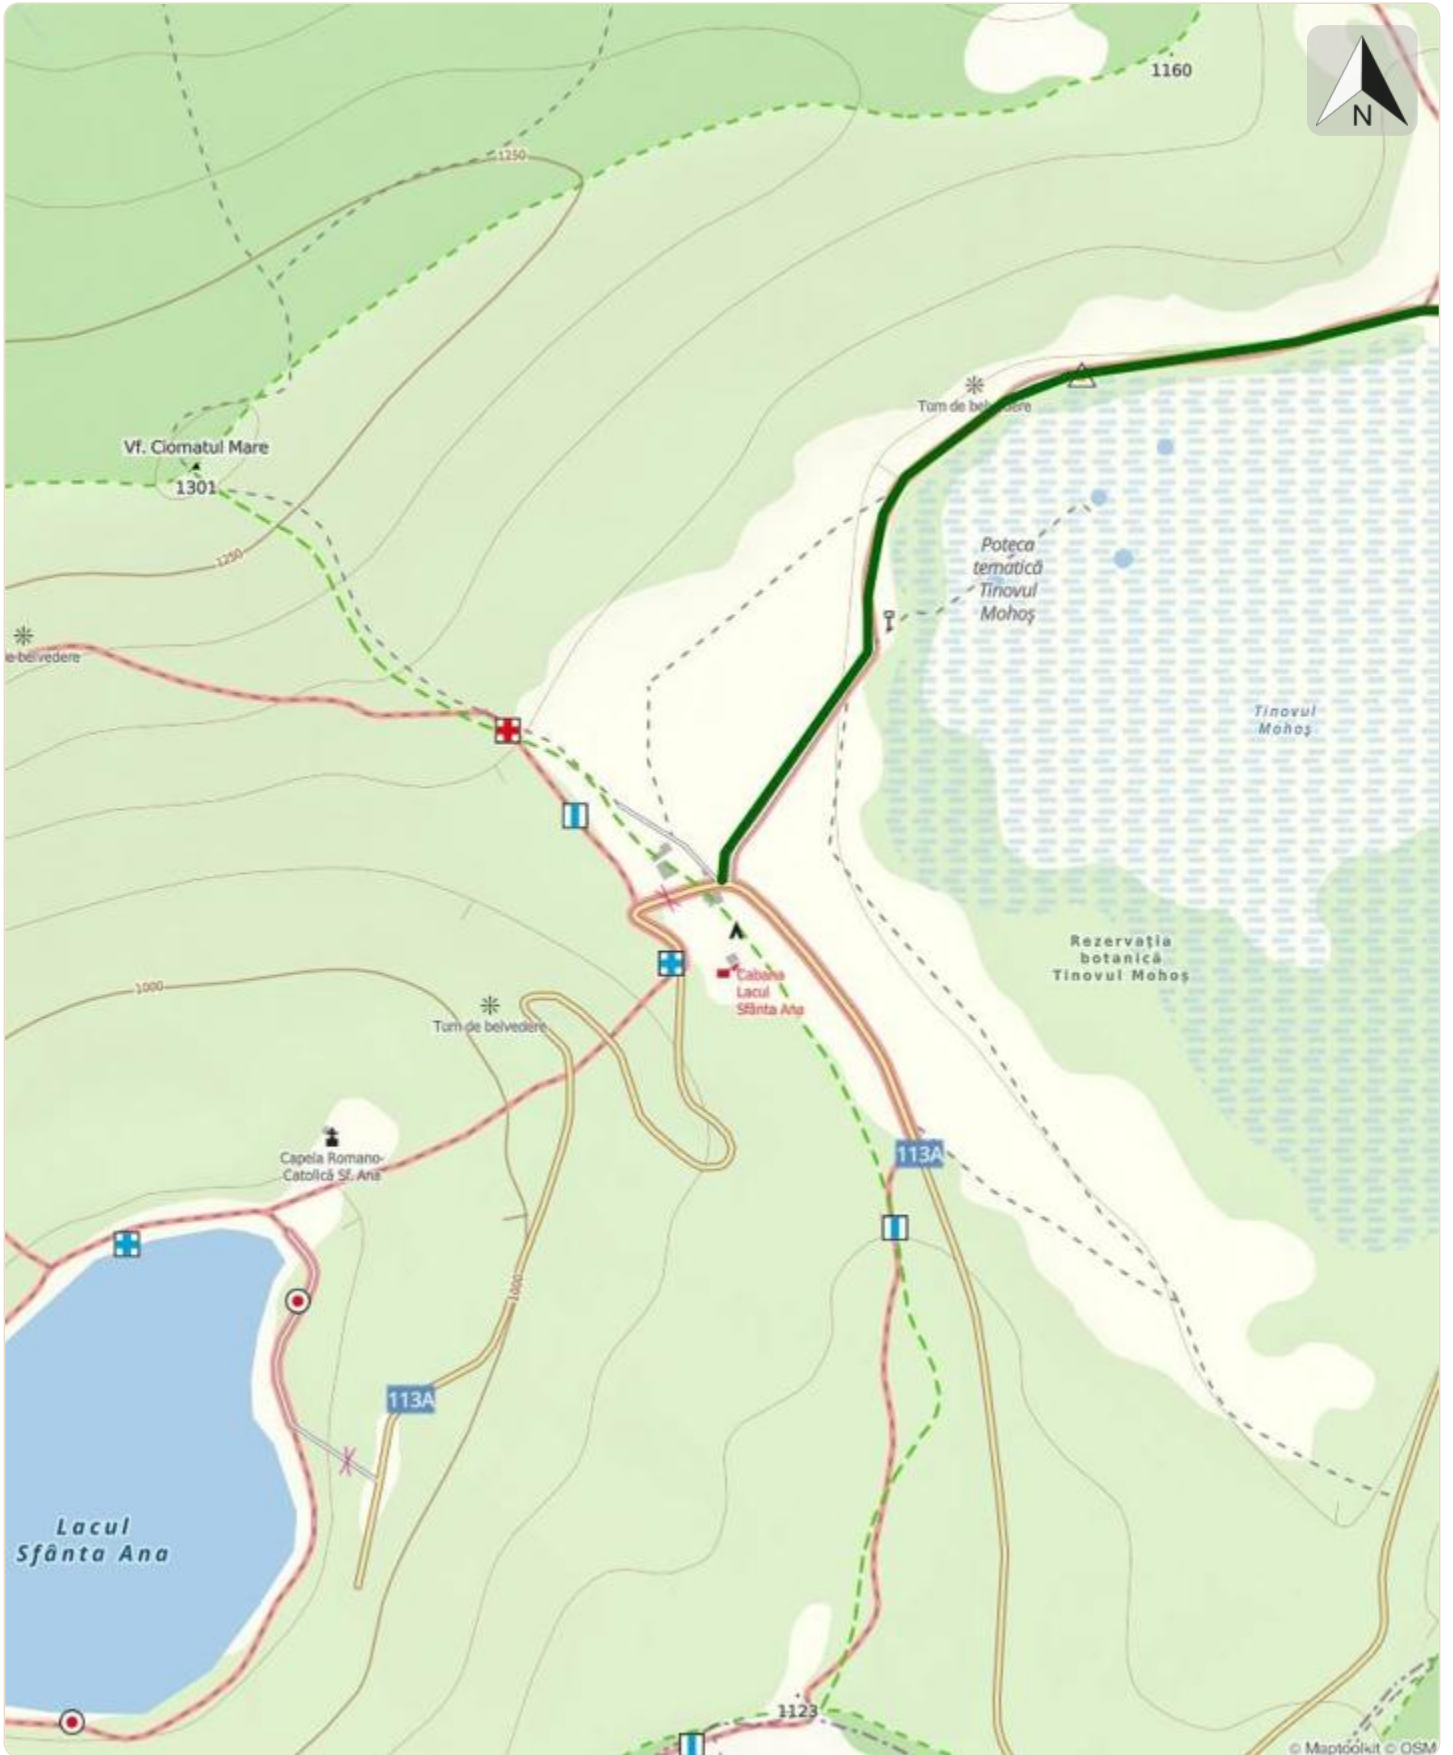 1160
N
1250
Turn de belvedere
Vf. Ciomatul Mare
1301
1250
Poteca
tematică
Tinovul
Mohoș
e belvedere
Tinovul
Mohoș
Rezervația
botanică
Tinovul Mohoș
Cabana
Lacul
Sfânta Ana
1000
Turn de belvedere
113A
Capela Romano-
Catolică Sf. Ana
1000
113A
Lacul
Sfânta Ana
1123
© Maptoolkit © OSM